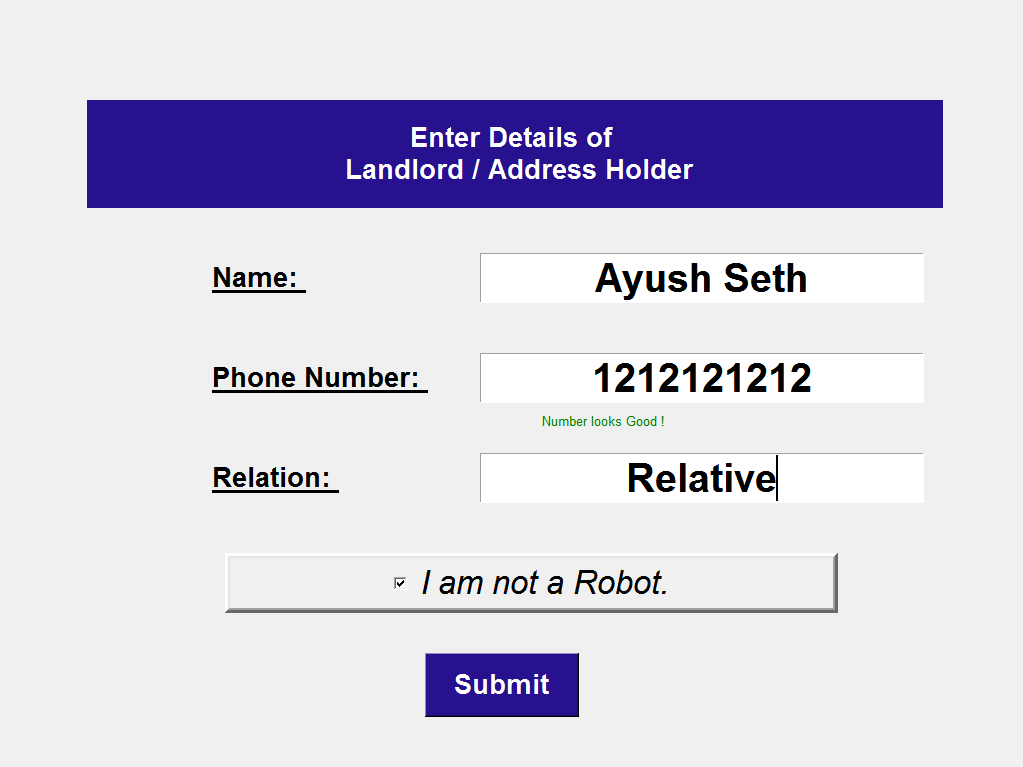 Enter Details of
Landlord / Address Holder
Name: Ayush Seth
Phone Number: 1212121212
Number looks Good !
Relation: Relative
I am not a Robot.
Submit